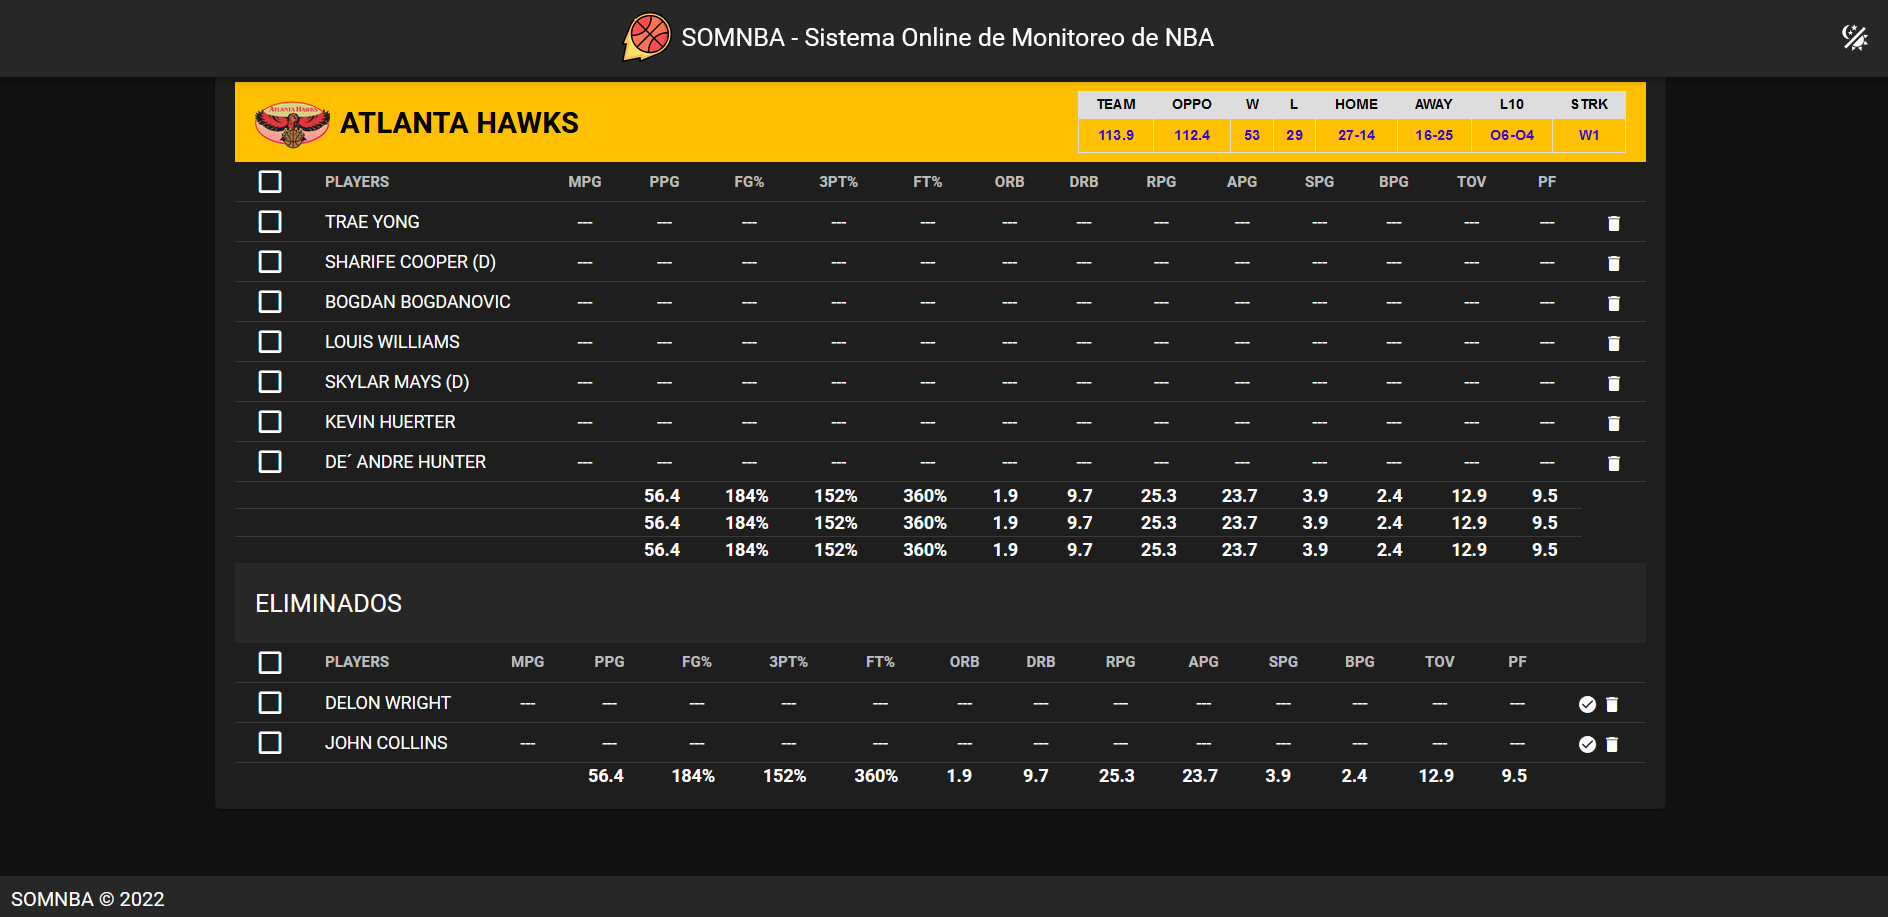 SOMNBA - Sistema Online de Monitoreo de NBA
ATLANTA HAWKS
ATLANTA HAWKS
TEAM OPPO W L HOME AWAY L10 STRK
113.9 112.4 53 29 27-14 16-25 O6-O4 W1
PLAYERS MPG PPG FG% 3PT% FT% ORB DRB RPG APG SPG BPG TOV PF
TRAE YONG --- --- --- --- --- --- --- --- --- --- --- --- ---
SHARIFE COOPER (D) --- --- --- --- --- --- --- --- --- --- --- --- ---
BOGDAN BOGDANOVIC --- --- --- --- --- --- --- --- --- --- --- --- ---
LOUIS WILLIAMS --- --- --- --- --- --- --- --- --- --- --- --- ---
SKYLAR MAYS (D) --- --- --- --- --- --- --- --- --- --- --- --- ---
KEVIN HUERTER --- --- --- --- --- --- --- --- --- --- --- --- ---
DE´ ANDRE HUNTER --- --- --- --- --- --- --- --- --- --- --- --- ---
56.4 184% 152% 360% 1.9 9.7 25.3 23.7 3.9 2.4 12.9 9.5
56.4 184% 152% 360% 1.9 9.7 25.3 23.7 3.9 2.4 12.9 9.5
56.4 184% 152% 360% 1.9 9.7 25.3 23.7 3.9 2.4 12.9 9.5
ELIMINADOS
PLAYERS MPG PPG FG% 3PT% FT% ORB DRB RPG APG SPG BPG TOV PF
DELON WRIGHT --- --- --- --- --- --- --- --- --- --- --- --- ---
JOHN COLLINS --- --- --- --- --- --- --- --- --- --- --- --- ---
56.4 184% 152% 360% 1.9 9.7 25.3 23.7 3.9 2.4 12.9 9.5
SOMNBA © 2022